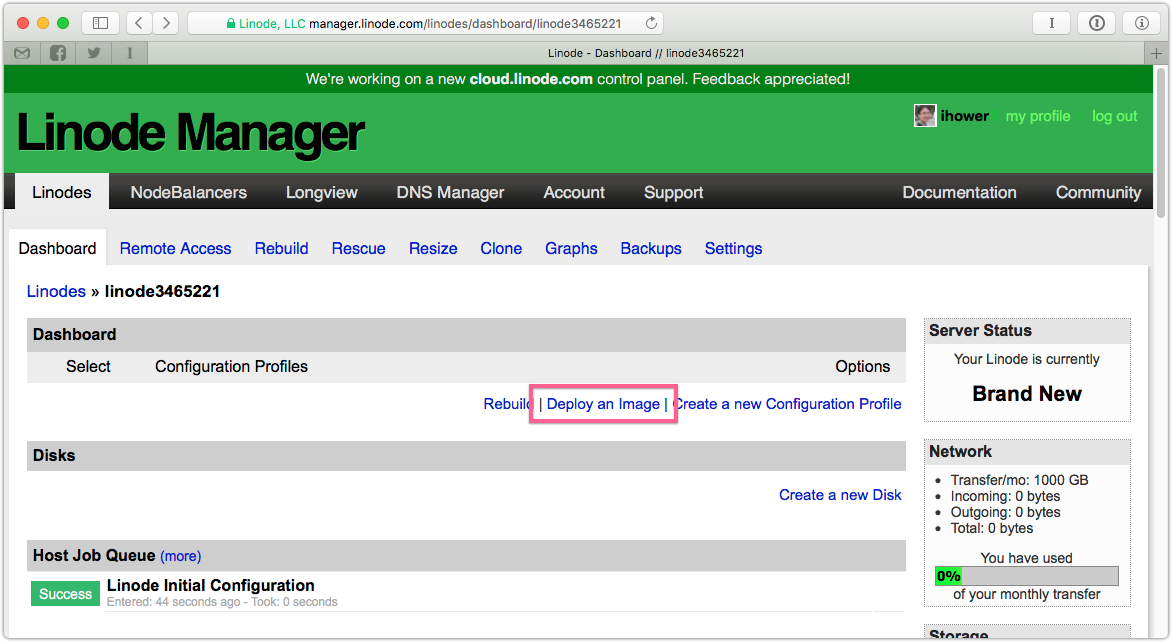 Linode, LLC manager.linode.com/linodes/dashboard/linode3465221
Linode - Dashboard // linode3465221
We're working on a new cloud.linode.com control panel. Feedback appreciated!
Linode Manager
ihower my profile log out
Linodes NodeBalancers Longview DNS Manager Account Support Documentation Community
Dashboard Remote Access Rebuild Rescue Resize Clone Graphs Backups Settings
Linodes » linode3465221
Dashboard
Select Configuration Profiles Options
Rebuild | Deploy an Image | Create a new Configuration Profile
Disks
Create a new Disk
Host Job Queue (more)
Success Linode Initial Configuration
Entered: 44 seconds ago - Took: 0 seconds
Server Status
Your Linode is currently
Brand New
Network
Transfer/mo: 1000 GB
Incoming: 0 bytes
Outgoing: 0 bytes
Total: 0 bytes
You have used
0%
of your monthly transfer
Storage